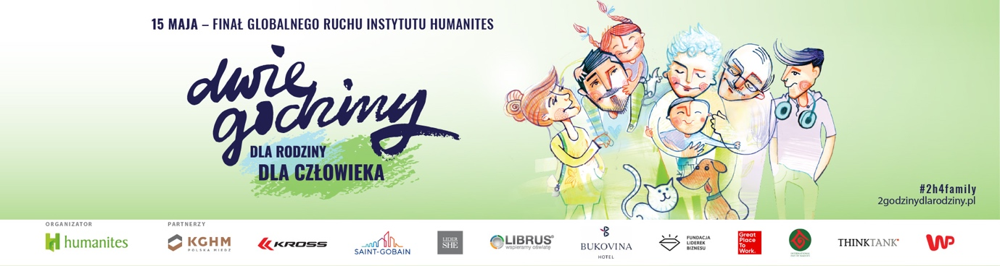 15 MAJA – FINAŁ GLOBALNEGO RUCHU INSTYTUTU HUMANITES
dwie
godziny
DLA RODZINY
DLA CZŁOWIEKA
#2h4family
2godzinydlarodziny.pl
ORGANIZATOR
PARTNERZY
humanites
KGHM
POLSKA MIEDŹ
KROSS
SAINT-GOBAIN
LIDER
SHE
LIBRUS®
wspieramy oświatę
BUKOVINA
HOTEL
FUNDACJA
LIDEREK
BIZNESU
Great
Place
To
Work.
THINKTANK
WP